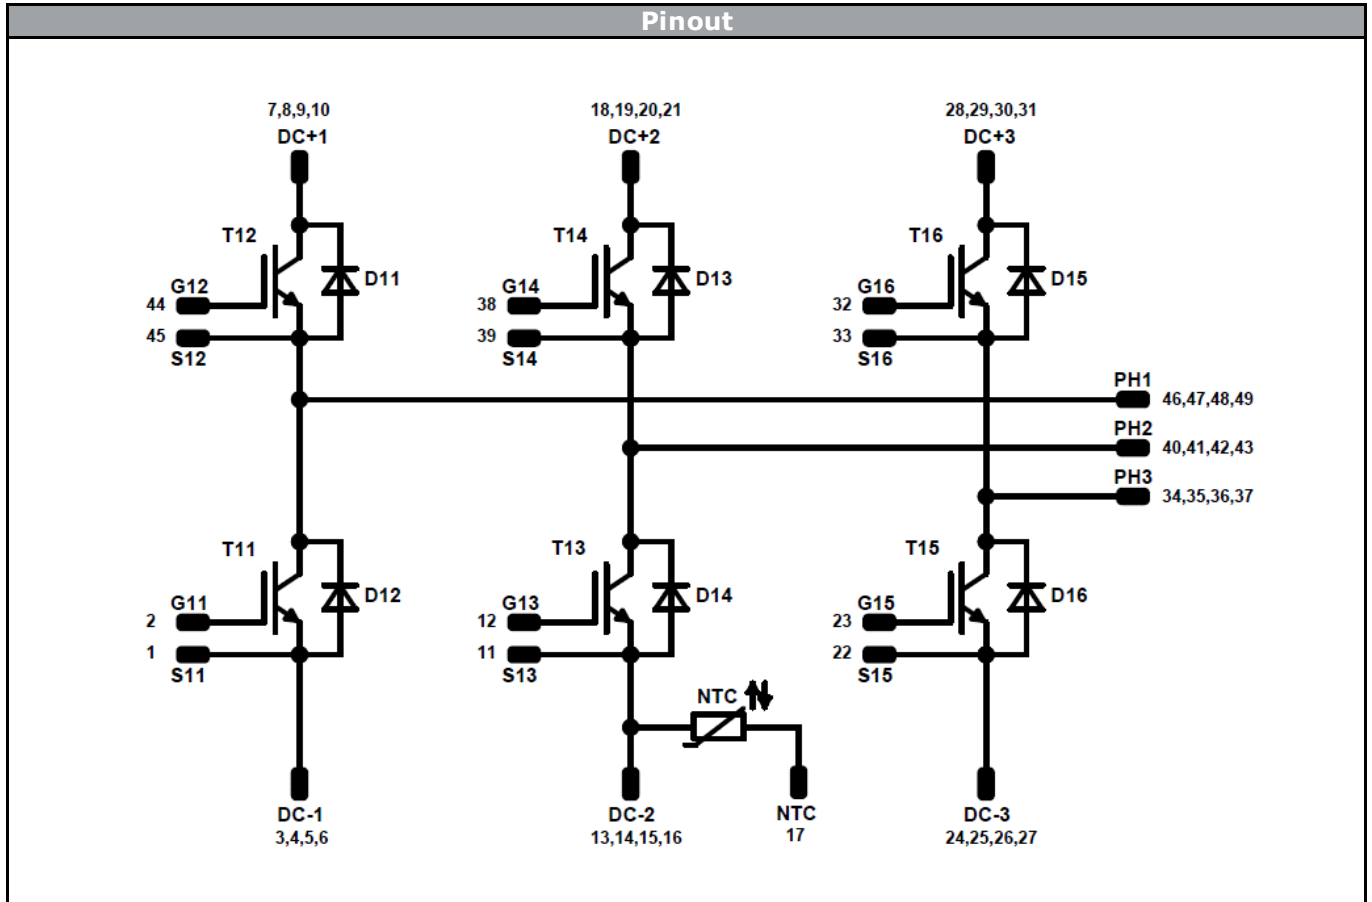 Pinout
7,8,9,10
DC+1
18,19,20,21
DC+2
28,29,30,31
DC+3
T12
D11
G12
44
45
S12
T14
D13
G14
38
39
S14
T16
D15
G16
32
33
S16
PH1
46,47,48,49
PH2
40,41,42,43
PH3
34,35,36,37
T11
D12
G11
2
1
S11
T13
D14
G13
12
11
S13
T15
D16
G15
23
22
S15
NTC
DC-1
3,4,5,6
DC-2
13,14,15,16
NTC
17
DC-3
24,25,26,27